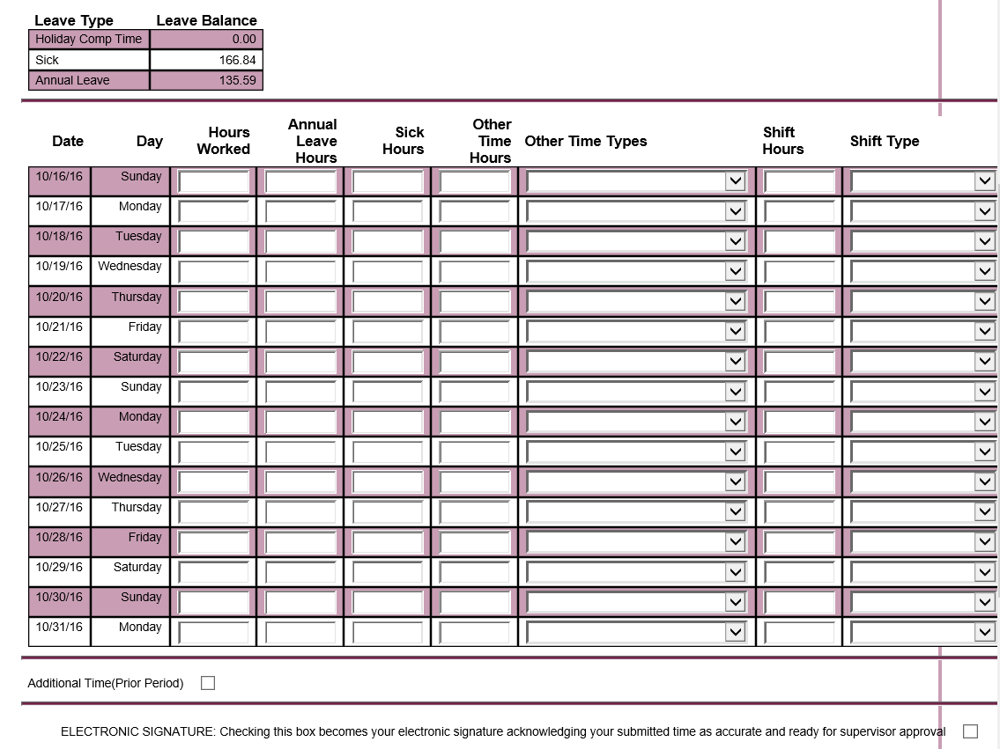 Leave Type Leave Balance
Holiday Comp Time 0.00
Sick 166.84
Annual Leave 135.59
Date Day Hours Worked Annual Leave Hours Sick Hours Other Time Hours Other Time Types Shift Hours Shift Type
10/16/16 Sunday
10/17/16 Monday
10/18/16 Tuesday
10/19/16 Wednesday
10/20/16 Thursday
10/21/16 Friday
10/22/16 Saturday
10/23/16 Sunday
10/24/16 Monday
10/25/16 Tuesday
10/26/16 Wednesday
10/27/16 Thursday
10/28/16 Friday
10/29/16 Saturday
10/30/16 Sunday
10/31/16 Monday
Additional Time(Prior Period)
ELECTRONIC SIGNATURE: Checking this box becomes your electronic signature acknowledging your submitted time as accurate and ready for supervisor approval